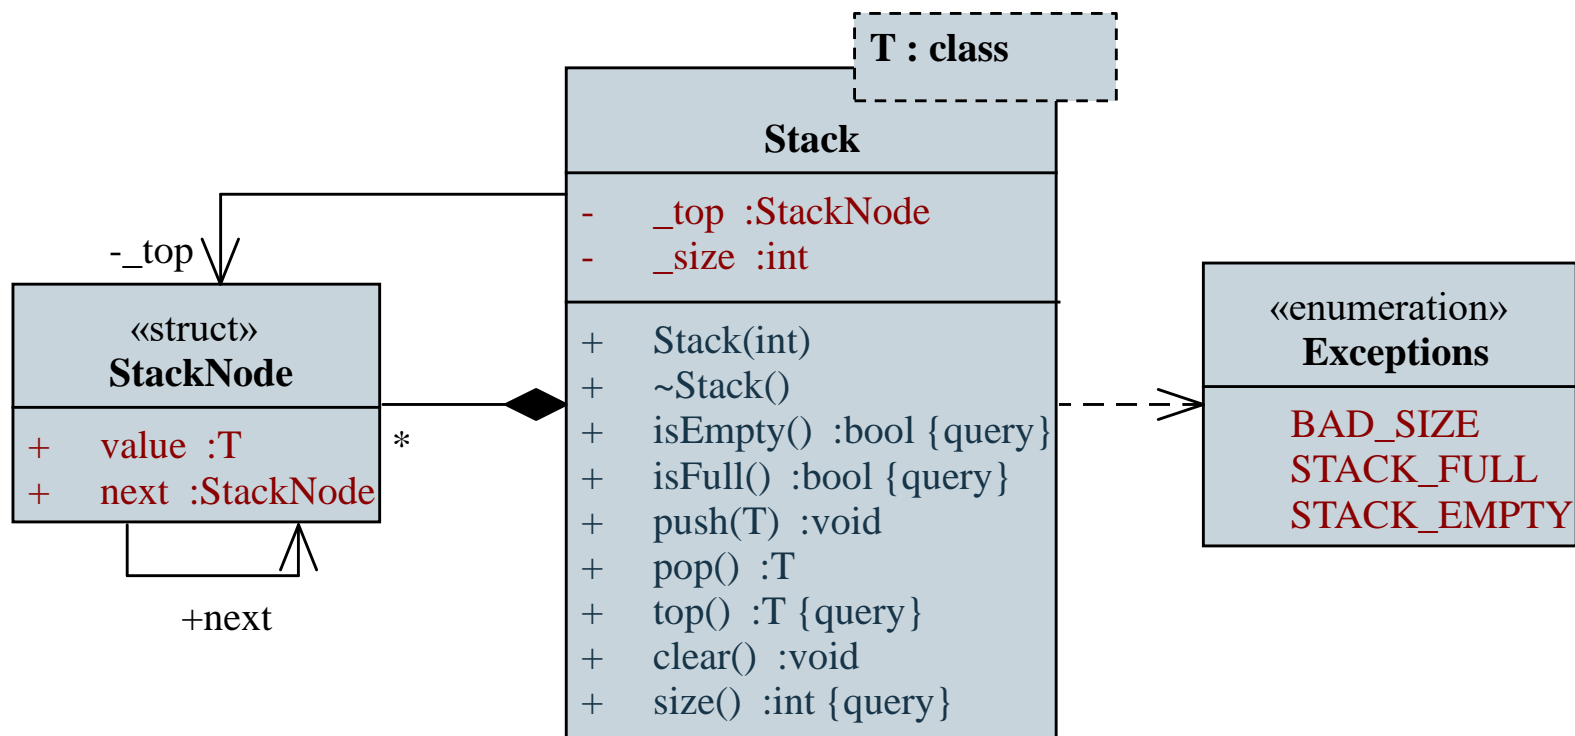 T : class
Stack
- _top :StackNode
- _size :int
+ Stack(int)
+ ~Stack()
+ isEmpty() :bool {query}
+ isFull() :bool {query}
+ push(T) :void
+ pop() :T
+ top() :T {query}
+ clear() :void
+ size() :int {query}
-_top
«struct»
StackNode
+ value :T
+ next :StackNode
*
+next
«enumeration»
Exceptions
BAD_SIZE
STACK_FULL
STACK_EMPTY